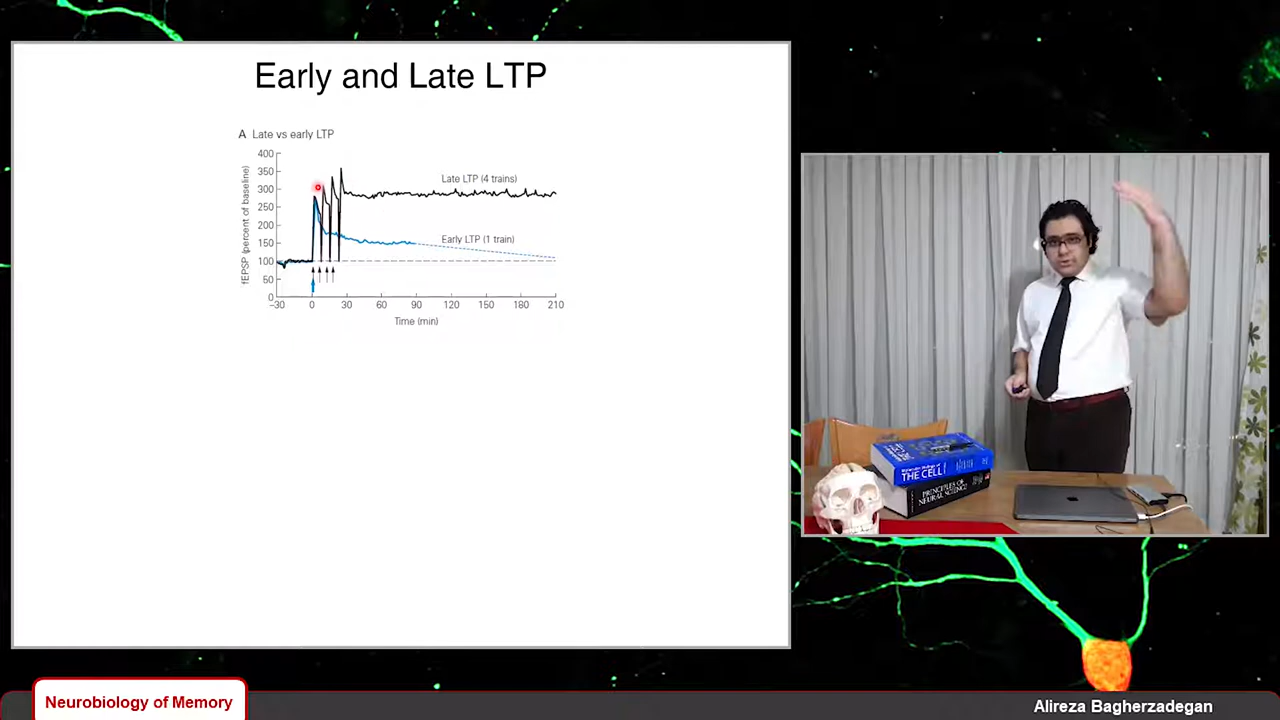 Early and Late LTP
A Late vs early LTP
fEPSP (percent of baseline)
400
350
300
250
200
150
100
50
0
Late LTP (4 trains)
Early LTP (1 train)
-30 0 30 60 90 120 150 180 210
Time (min)
THE CELL
PRINCIPLES OF
NEURAL SCIENCE
Neurobiology of Memory
Alireza Bagherzadegan